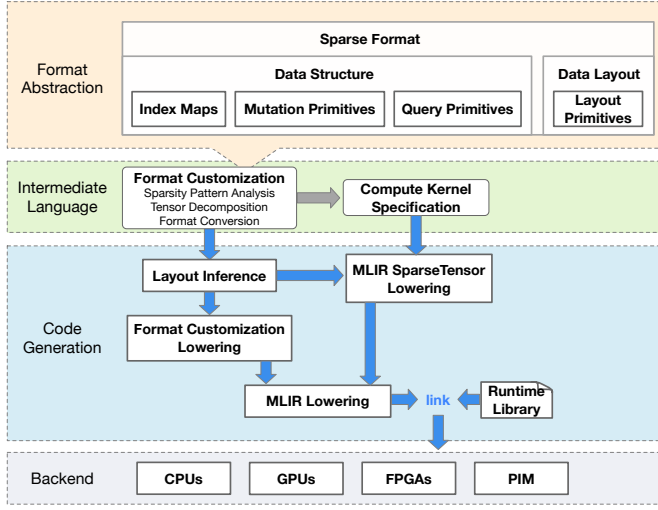 Format
Abstraction
Sparse Format
Data Structure
Data Layout
Index Maps
Mutation Primitives
Query Primitives
Layout
Primitives
Intermediate
Language
Format Customization
Sparsity Pattern Analysis
Tensor Decomposition
Format Conversion
Compute Kernel
Specification
Code
Generation
Layout Inference
MLIR SparseTensor
Lowering
Format Customization
Lowering
MLIR Lowering
link
Runtime
Library
Backend
CPUs
GPUs
FPGAs
PIM